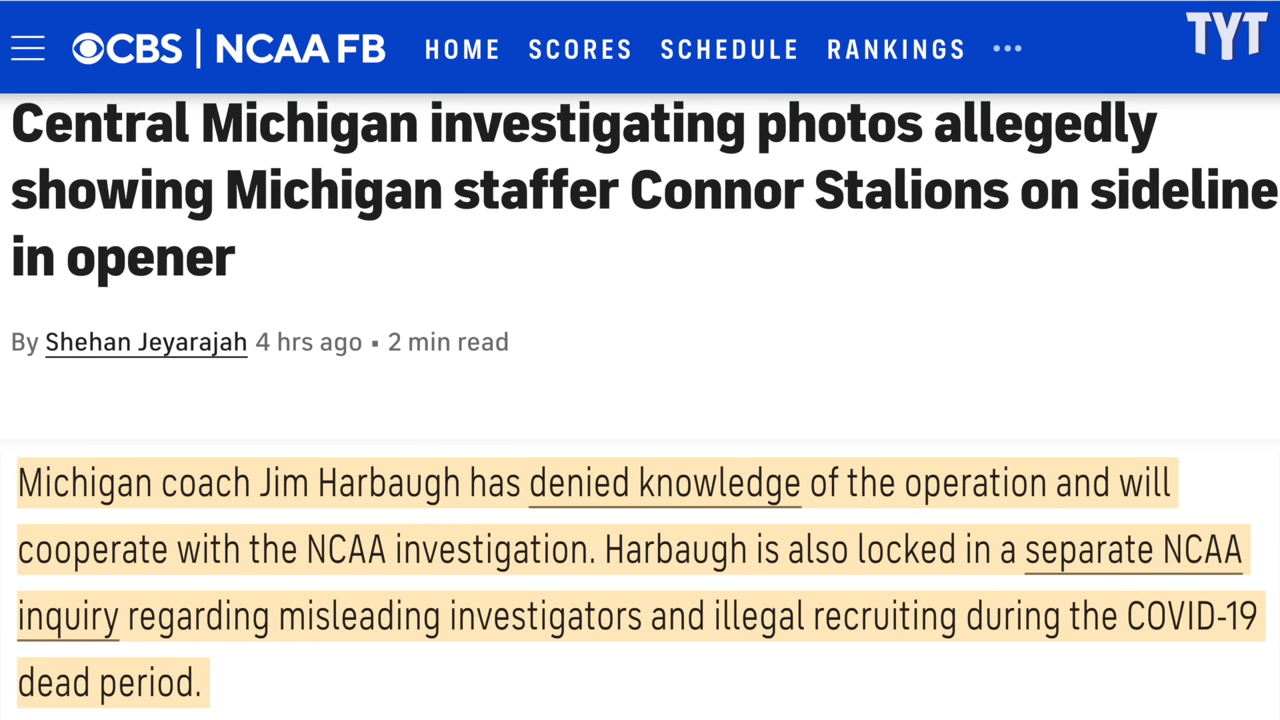 CBS | NCAA FB HOME SCORES SCHEDULE RANKINGS ••• TYT
Central Michigan investigating photos allegedly
showing Michigan staffer Connor Stalions on sideline
in opener
By Shehan Jeyarajah 4 hrs ago • 2 min read
Michigan coach Jim Harbaugh has denied knowledge of the operation and will
cooperate with the NCAA investigation. Harbaugh is also locked in a separate NCAA
inquiry regarding misleading investigators and illegal recruiting during the COVID-19
dead period.